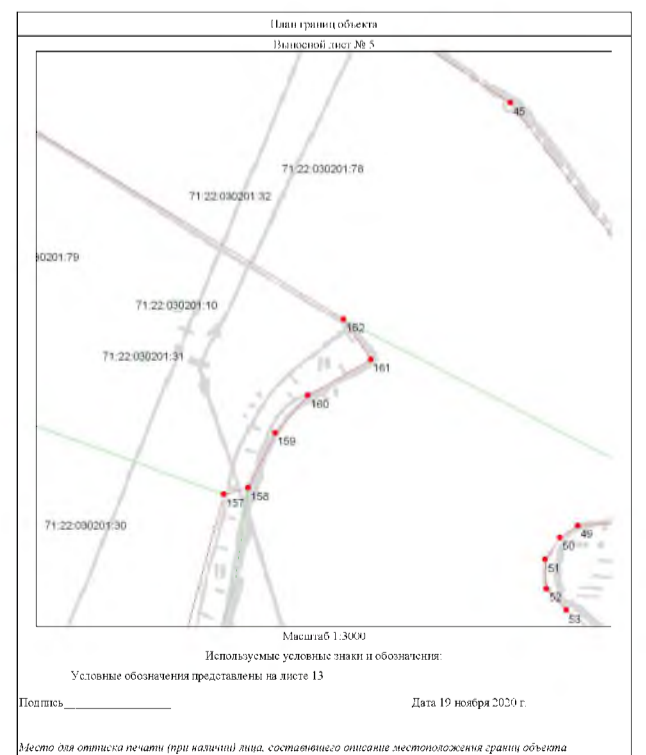 План границ объекта
Выносной лист № 5
45
71:22:030201:78
71:22:030201:32
30201:79
71:22:030201:10
162
71:22:030201:31
161
160
159
158
157
71:22:030201:30
49
50
51
52
53
Масштаб 1:3000
Используемые условные знаки и обозначения:
Условные обозначения представлены на листе 13
Подпись____________________ Дата 19 ноября 2020 г.
Место для оттиска печати (при наличии) лица, составившего описание местоположения границ объекта